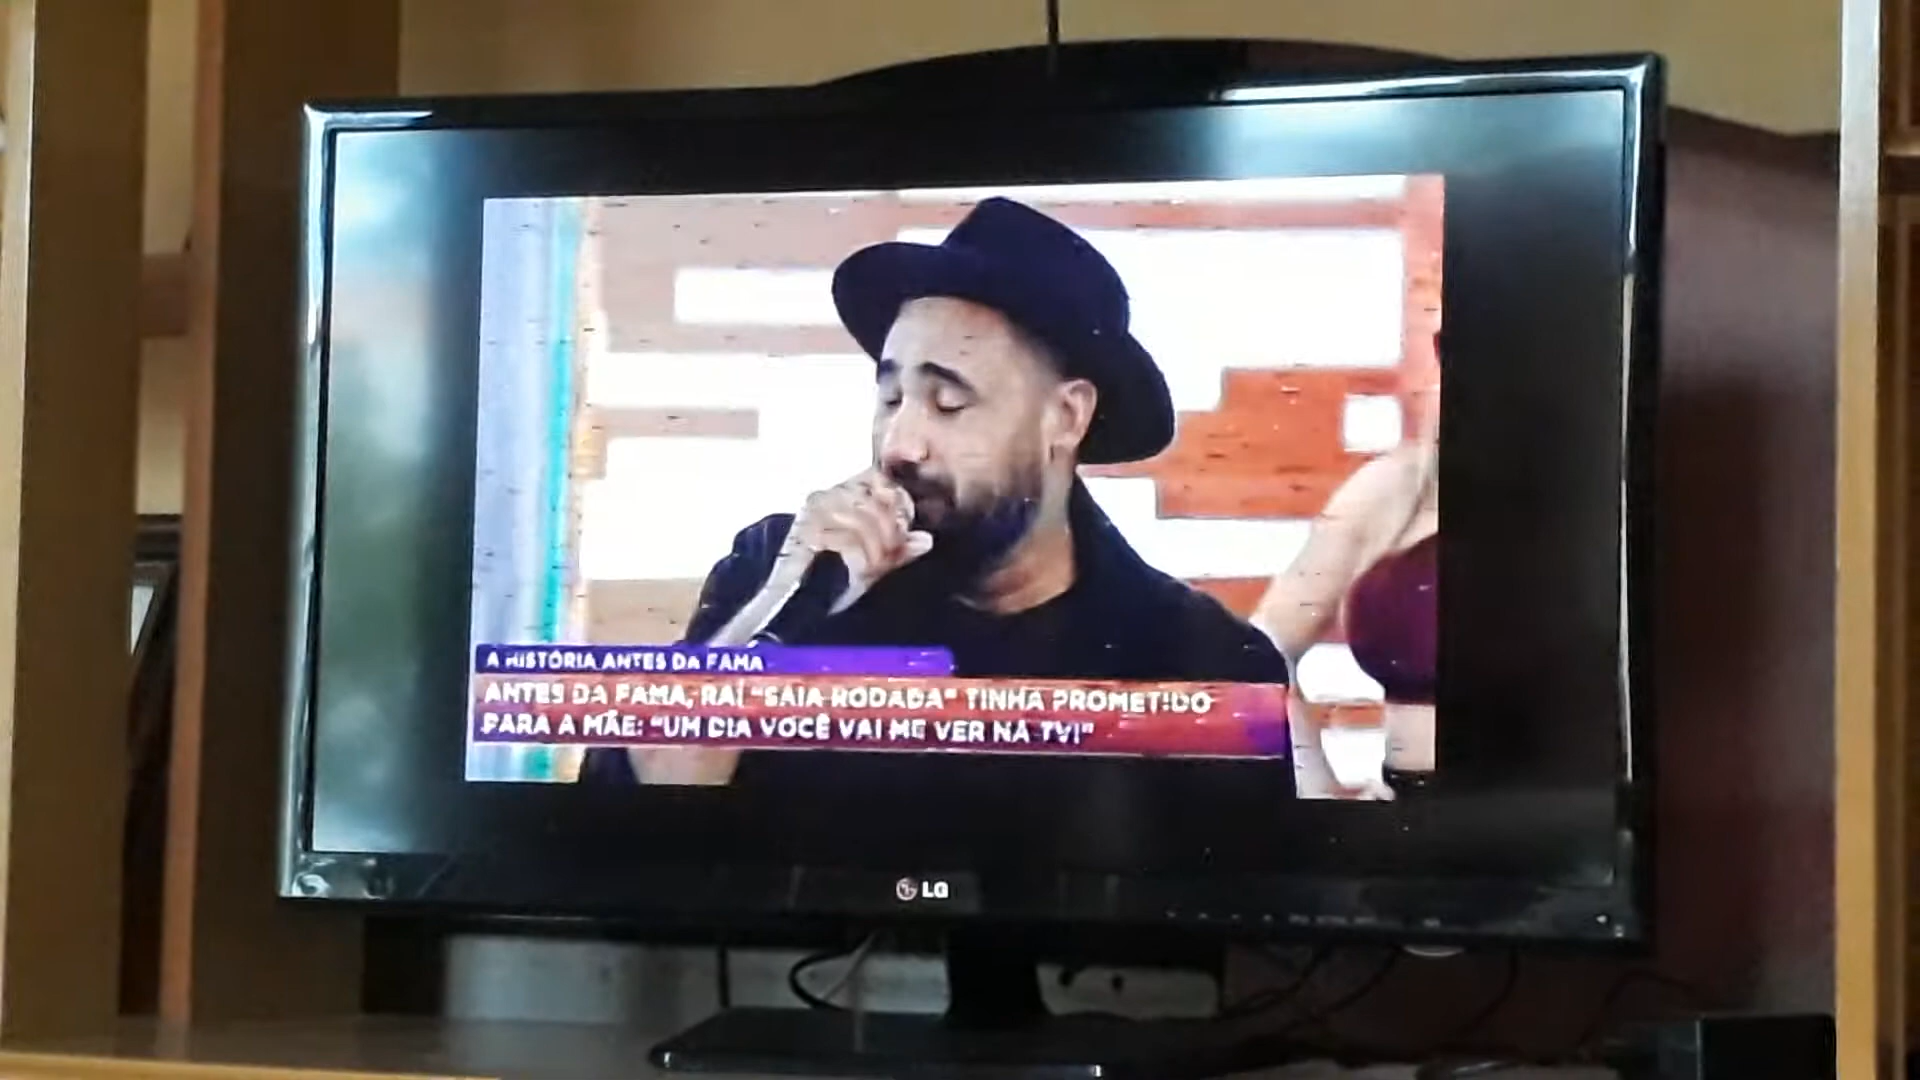 A HISTÓRIA ANTES DA FAMA
ANTES DA FAMA, RAÍ "SAIA RODADA" TINHA PROMETIDO
PARA A MÃE: "UM DIA VOCÊ VAI ME VER NA TV!"
LG